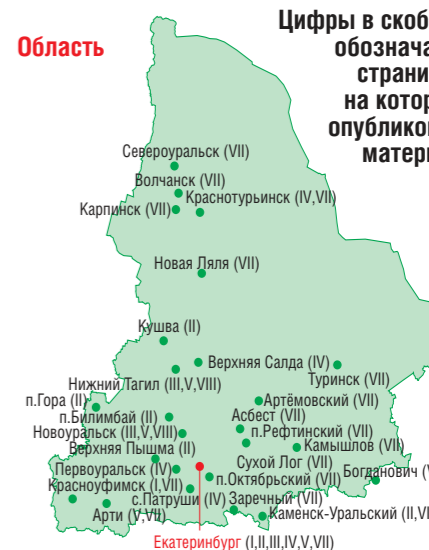 Область
Цифры в скоб
обознача
страни
на котор
опубликов
матери
Североуральск (VII)
Волчанск (VII)
Краснотурьинск (IV,VII)
Карпинск (VII)
Новая Ляля (VII)
Кушва (II)
Верхняя Салда (IV)
Туринск (VII)
Нижний Тагил (III,V,VIII)
п.Гора (II)
Артёмовский (VII)
п.Билимбай (II)
Асбест (VII)
Новоуральск (III,V,VIII)
п.Рефтинский (VII)
Верхняя Пышма (II)
Камышлов (VII)
Сухой Лог (VII)
Первоуральск (IV)
Богданович (V
п.Октябрьский (VII)
Красноуфимск (I,VII)
с.Патруши (IV)
Заречный (VII)
Арти (V,VII)
Каменск-Уральский (II,VI
Екатеринбург (I,II,III,IV,V,VII)